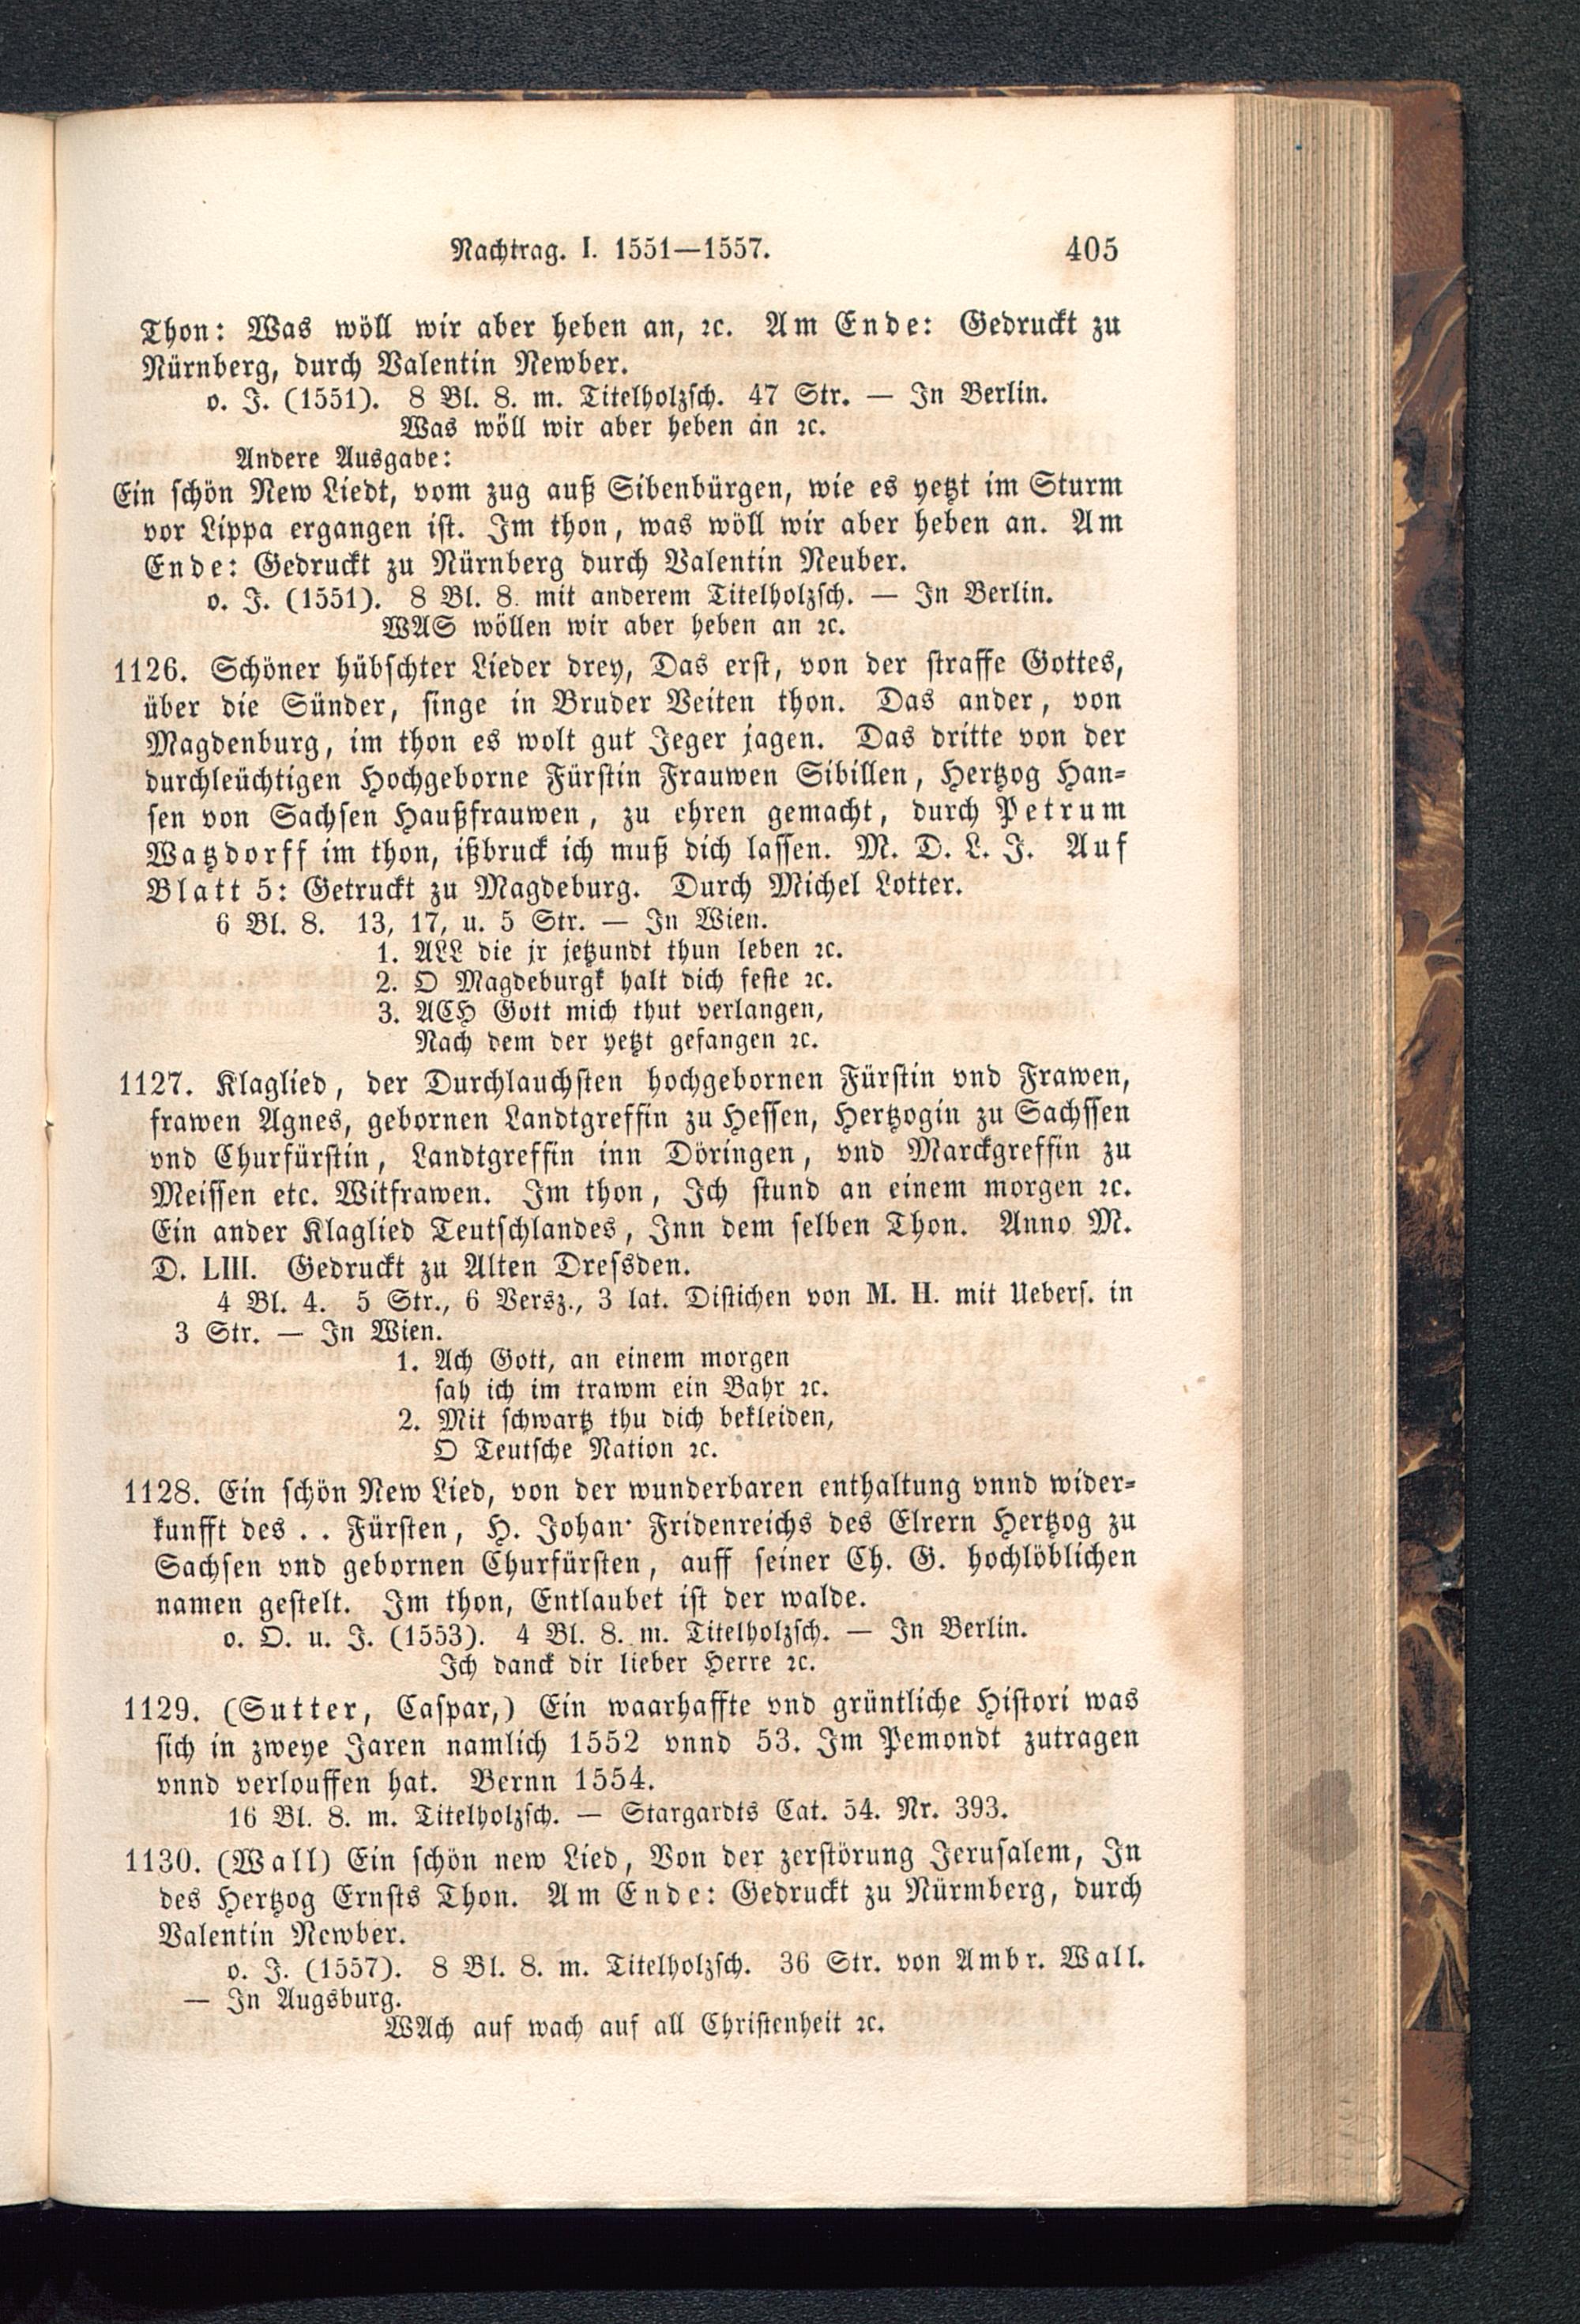 Nachtrag. I. 1551—1557. 405
Thon: Was wöll wir aber heben an, ꝛc. Am Ende: Gedruckt zu
Nürnberg, durch Valentin Newber.
o. J. (1551). 8 Bl. 8. m. Titelholzsch. 47 Str. — In Berlin.
Was wöll wir aber heben an ꝛc.
Andere Ausgabe:
Ein schön New Liedt, vom zug auß Sibenbürgen, wie es yetzt im Sturm
vor Lippa ergangen ist. Im thon, was wöll wir aber heben an. Am
Ende: Gedruckt zu Nürnberg durch Valentin Neuber.
o. J. (1551). 8 Bl. 8. mit anderem Titelholzsch. — In Berlin.
WAS wöllen wir aber heben an ꝛc.
1126. Schöner hübschter Lieder drey, Das erst, von der straffe Gottes,
über die Sünder, singe in Bruder Veiten thon. Das ander, von
Magdenburg, im thon es wolt gut Jeger jagen. Das dritte von der
durchleüchtigen Hochgeborne Fürstin Frauwen Sibillen, Hertzog Han-
sen von Sachsen Haußfrauwen, zu ehren gemacht, durch Petrum
Watzdorff im thon, ißbruck ich muß dich lassen. M. D. L. J. Auf
Blatt 5: Getruckt zu Magdeburg. Durch Michel Lotter.
6 Bl. 8. 13, 17, u. 5 Str. — In Wien.
1. ALL die jr jetzundt thun leben ꝛc.
2. O Magdeburgk halt dich feste ꝛc.
3. ACH Gott mich thut verlangen,
Nach dem der yetzt gefangen ꝛc.
1127. Klaglied, der Durchlauchsten hochgebornen Fürstin vnd Frawen,
frawen Agnes, gebornen Landtgreffin zu Hessen, Hertzogin zu Sachssen
vnd Churfürstin, Landtgreffin inn Döringen, vnd Marckgreffin zu
Meissen etc. Witfrawen. Im thon, Ich stund an einem morgen ꝛc.
Ein ander Klaglied Teutschlandes, Inn dem selben Thon. Anno M.
D. LIII. Gedruckt zu Alten Dressden.
4 Bl. 4. 5 Str., 6 Versz., 3 lat. Distichen von M. H. mit Uebers. in
3 Str. — In Wien.
1. Ach Gott, an einem morgen
sah ich im trawm ein Bahr ꝛc.
2. Mit schwartz thu dich bekleiden,
O Teutsche Nation ꝛc.
1128. Ein schön New Lied, von der wunderbaren enthaltung vnnd wider-
kunfft des . . Fürsten, H. Johan· Fridenreichs des Elrern Hertzog zu
Sachsen vnd gebornen Churfürsten, auff seiner Ch. G. hochlöblichen
namen gestelt. Im thon, Entlaubet ist der walde.
o. O. u. J. (1553). 4 Bl. 8. m. Titelholzsch. — In Berlin.
Ich danck dir lieber Herre ꝛc.
1129. (Sutter, Caspar,) Ein waarhaffte vnd grüntliche Histori was
sich in zweye Jaren namlich 1552 vnnd 53. Im Pemondt zutragen
vnnd verlouffen hat. Bernn 1554.
16 Bl. 8. m. Titelholzsch. — Stargardts Cat. 54. Nr. 393.
1130. (Wall) Ein schön new Lied, Von der zerstörung Jerusalem, In
des Hertzog Ernsts Thon. Am Ende: Gedruckt zu Nürmberg, durch
Valentin Newber.
o. J. (1557). 8 Bl. 8. m. Titelholzsch. 36 Str. von Ambr. Wall.
— In Augsburg.
WAch auf wach auf all Christenheit ꝛc.